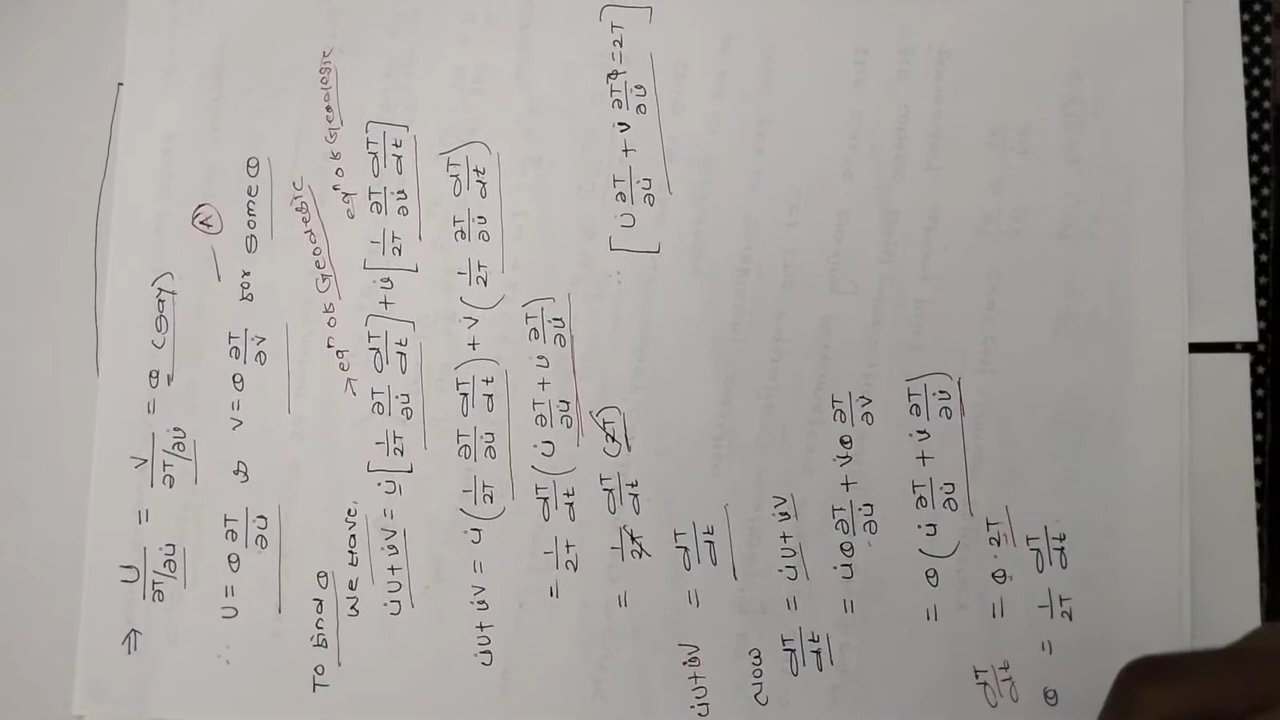 ⇒ U/(∂T/∂u̇) = V/(∂T/∂v̇) = θ (say)
∴ U = θ ∂T/∂u̇ & V = θ ∂T/∂v̇ for some θ — (A)
To find θ
We have, → eqⁿ of Geodesic eqⁿ of Geodesic
u̇U + v̇V = u̇[1/2T ∂T/∂u̇ dT/dt] + v̇[1/2T ∂T/∂v̇ dT/dt]
u̇U + v̇V = u̇(1/2T ∂T/∂u̇ dT/dt) + v̇(1/2T ∂T/∂v̇ dT/dt)
= 1/2T dT/dt (u̇ ∂T/∂u̇ + v̇ ∂T/∂v̇)
= 1/2T dT/dt (2T) ∴ [u̇ ∂T/∂u̇ + v̇ ∂T/∂v̇ = 2T]
u̇U + v̇V = dT/dt
Now
dT/dt = u̇U + v̇V
= u̇θ ∂T/∂u̇ + v̇θ ∂T/∂v̇
= θ (u̇ ∂T/∂u̇ + v̇ ∂T/∂v̇)
dT/dt = θ · 2T
θ = 1/2T dT/dt